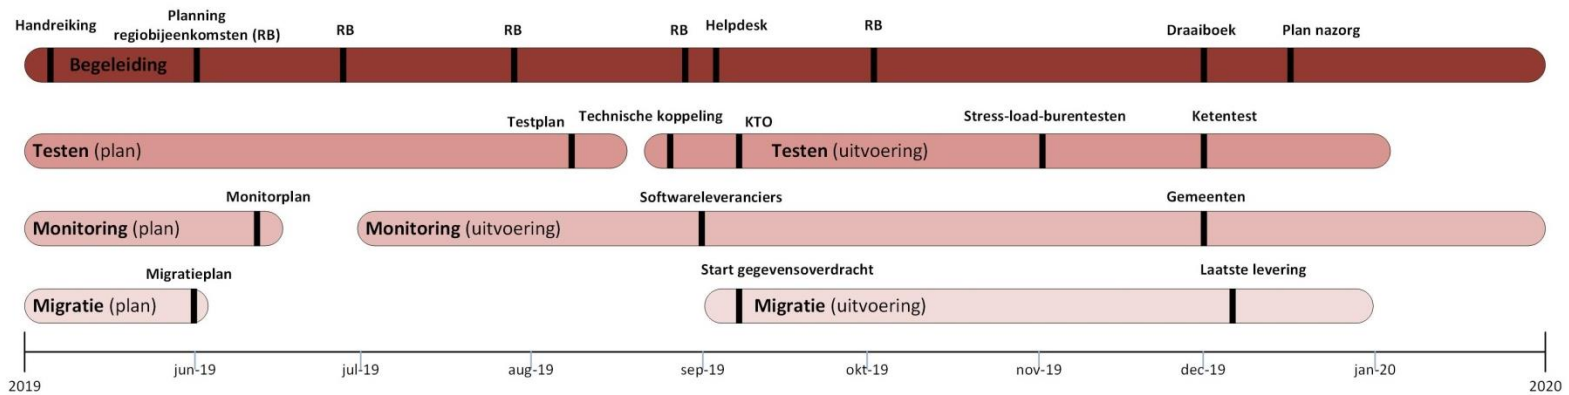 Handreiking
Planning
regiobijeenkomsten (RB)
RB
RB
RB
Helpdesk
RB
Draaiboek
Plan nazorg
Begeleiding
Testplan
Technische koppeling
KTO
Stress-load-burentesten
Ketentest
Testen (plan)
Testen (uitvoering)
Monitorplan
Softwareleveranciers
Gemeenten
Monitoring (plan)
Monitoring (uitvoering)
Migratieplan
Start gegevensoverdracht
Laatste levering
Migratie (plan)
Migratie (uitvoering)
jun-19
jul-19
aug-19
sep-19
okt-19
nov-19
dec-19
jan-20
2019
2020